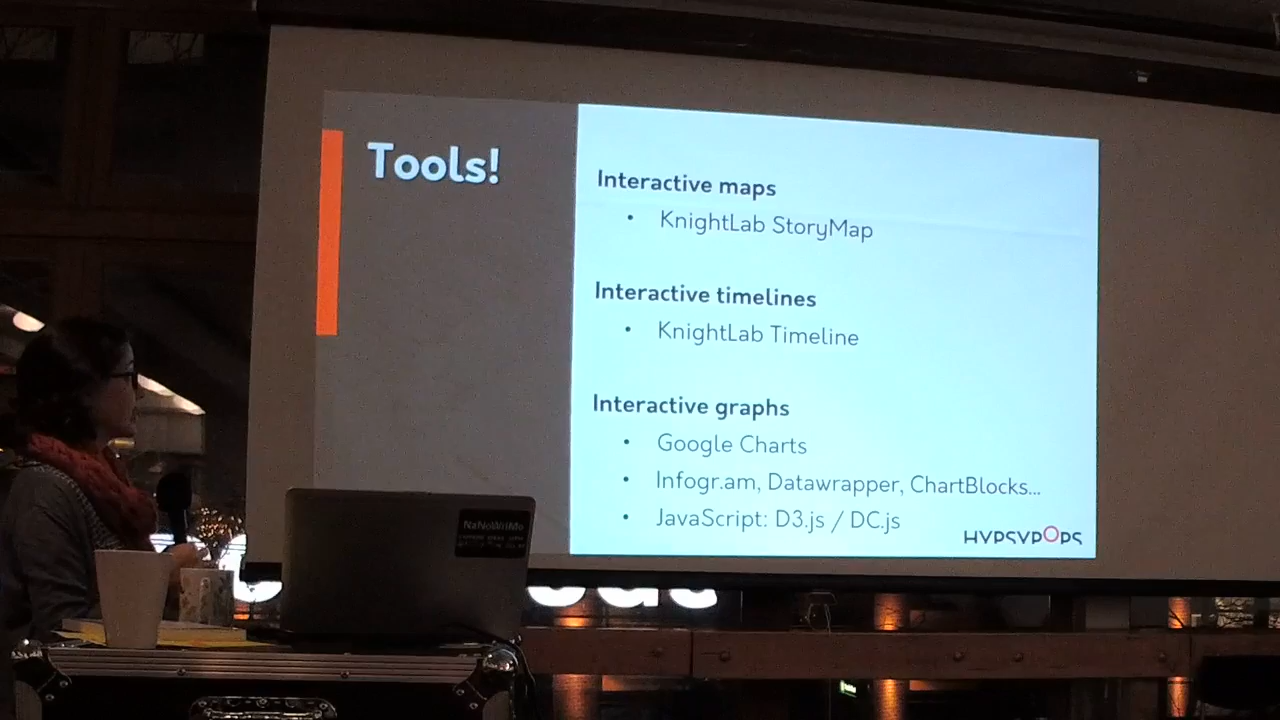 Tools!
Interactive maps
• KnightLab StoryMap
Interactive timelines
• KnightLab Timeline
Interactive graphs
• Google Charts
• Infogr.am, Datawrapper, ChartBlocks...
• JavaScript: D3.js / DC.js
HYPSYPOPS
NaNoWriMo